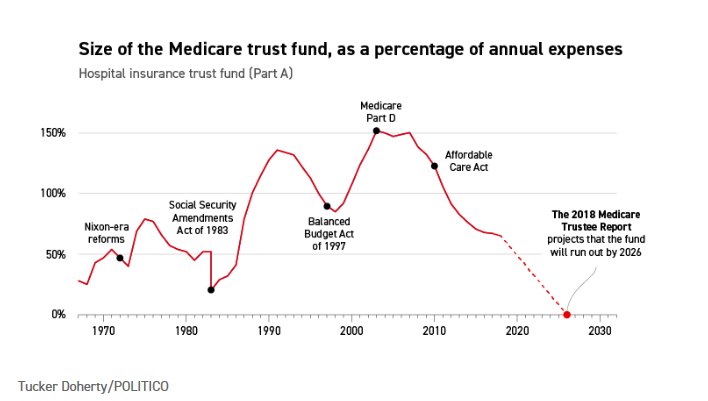 Size of the Medicare trust fund, as a percentage of annual expenses
Hospital insurance trust fund (Part A)
Medicare
Part D
150%
Affordable
Care Act
100%
Social Security
Amendments
Act of 1983
Nixon-era
reforms
Balanced
Budget Act
of 1997
The 2018 Medicare
Trustee Report
projects that the fund
will run out by 2026
50%
0%
1970 1980 1990 2000 2010 2020 2030
Tucker Doherty/POLITICO